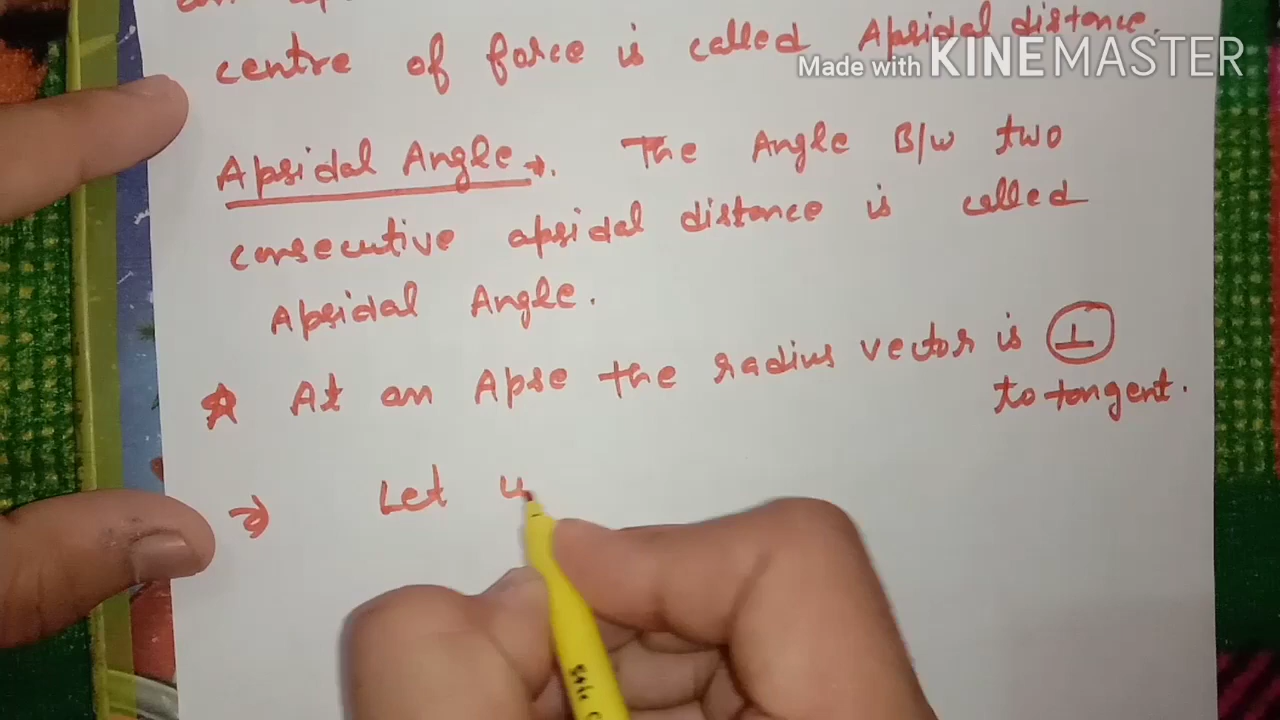 centre of force is called Apsidal distance.
Made with KINEMASTER
Apsidal Angle →. The Angle B/w two
consecutive apsidal distance is called
Apsidal Angle.
☆ At an Apse the radius vector is ⊥
to tangent.
⇒ Let u